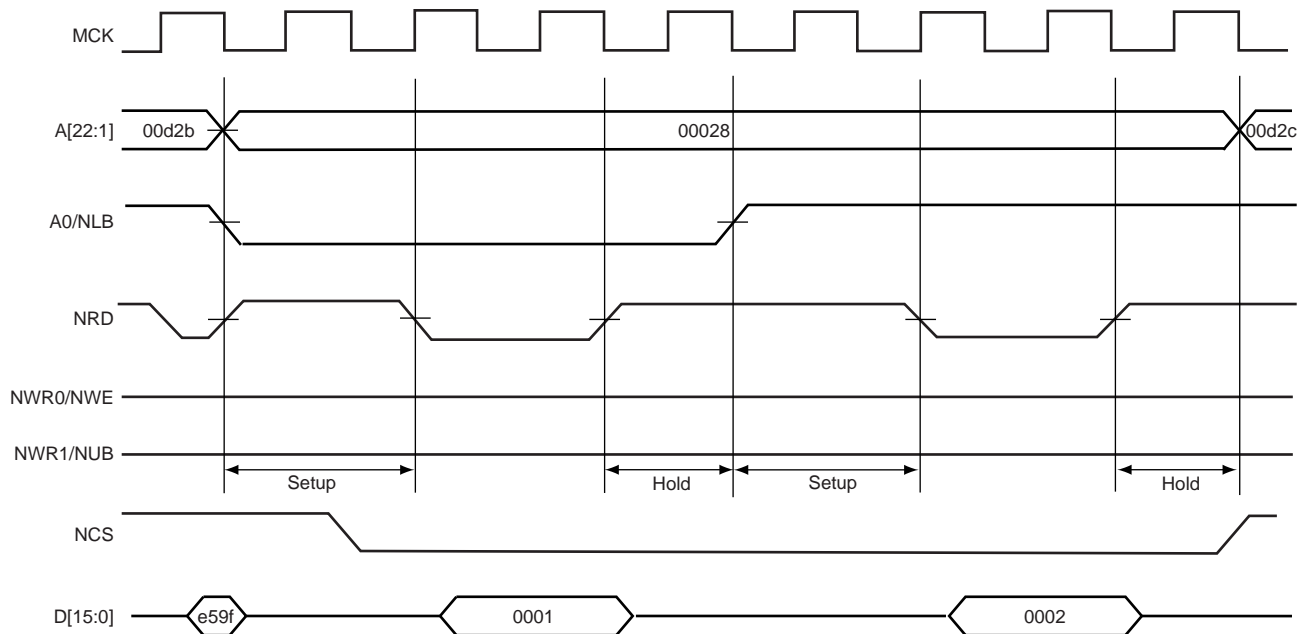 MCK
A[22:1] 00d2b 00028 00d2c
A0/NLB
NRD
NWR0/NWE
NWR1/NUB
Setup Hold Setup Hold
NCS
D[15:0] e59f 0001 0002